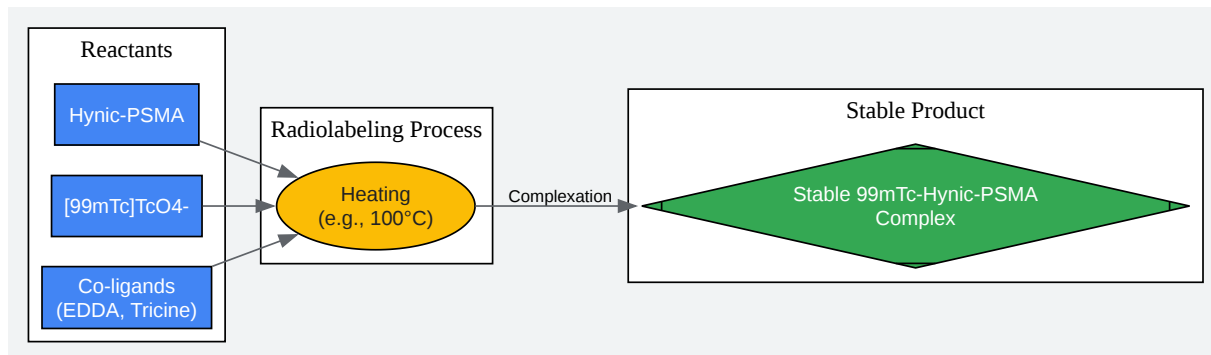 Reactants
Hynic-PSMA
[99mTc]TcO4-
Co-ligands
(EDDA, Tricine)
Radiolabeling Process
Heating
(e.g., 100°C)
Complexation
Stable Product
Stable 99mTc-Hynic-PSMA
Complex